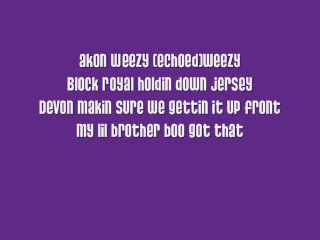 Akon Weezy (echoed)Weezy
Block royal holdin down jersey
Devon makin sure we gettin it up front
My lil brother boo got that